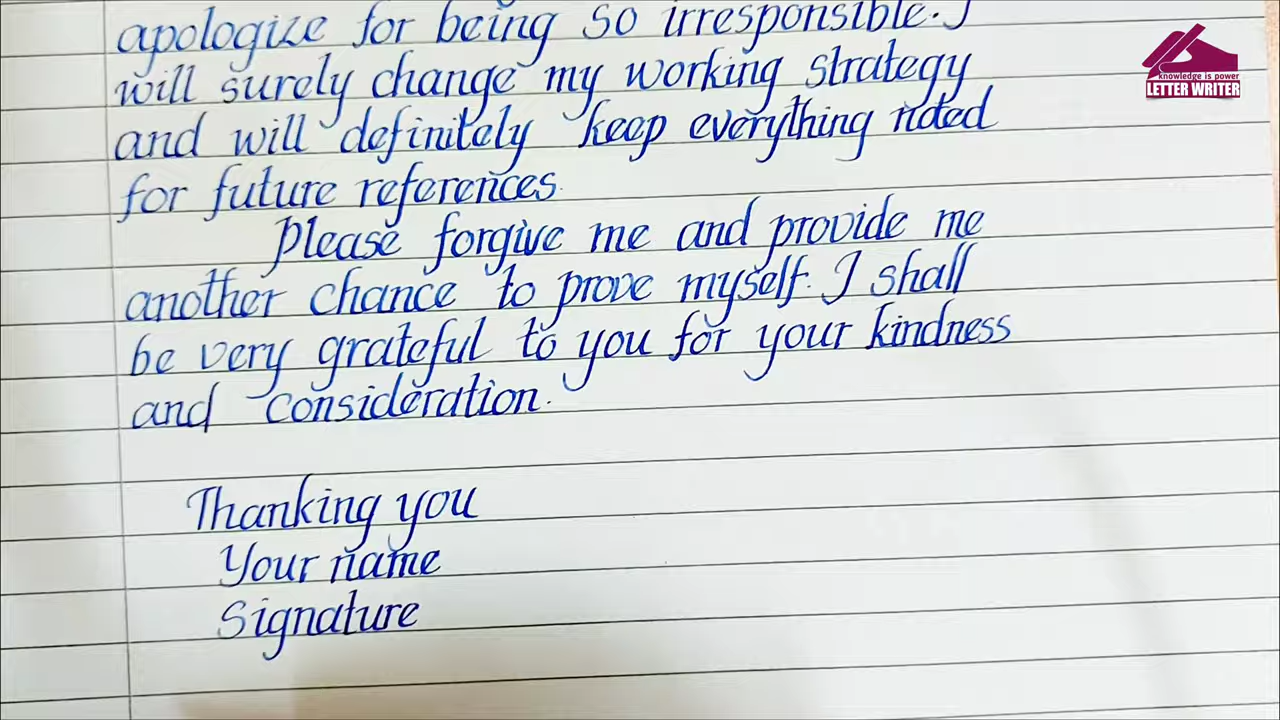 apologize for being so irresponsible. I
will surely change my working strategy
and will definitely keep everything noted
for future references.
Please forgive me and provide me
another chance to prove myself. I shall
be very grateful to you for your kindness
and consideration.
Thanking you
Your name
Signature
knowledge is power
LETTER WRITER